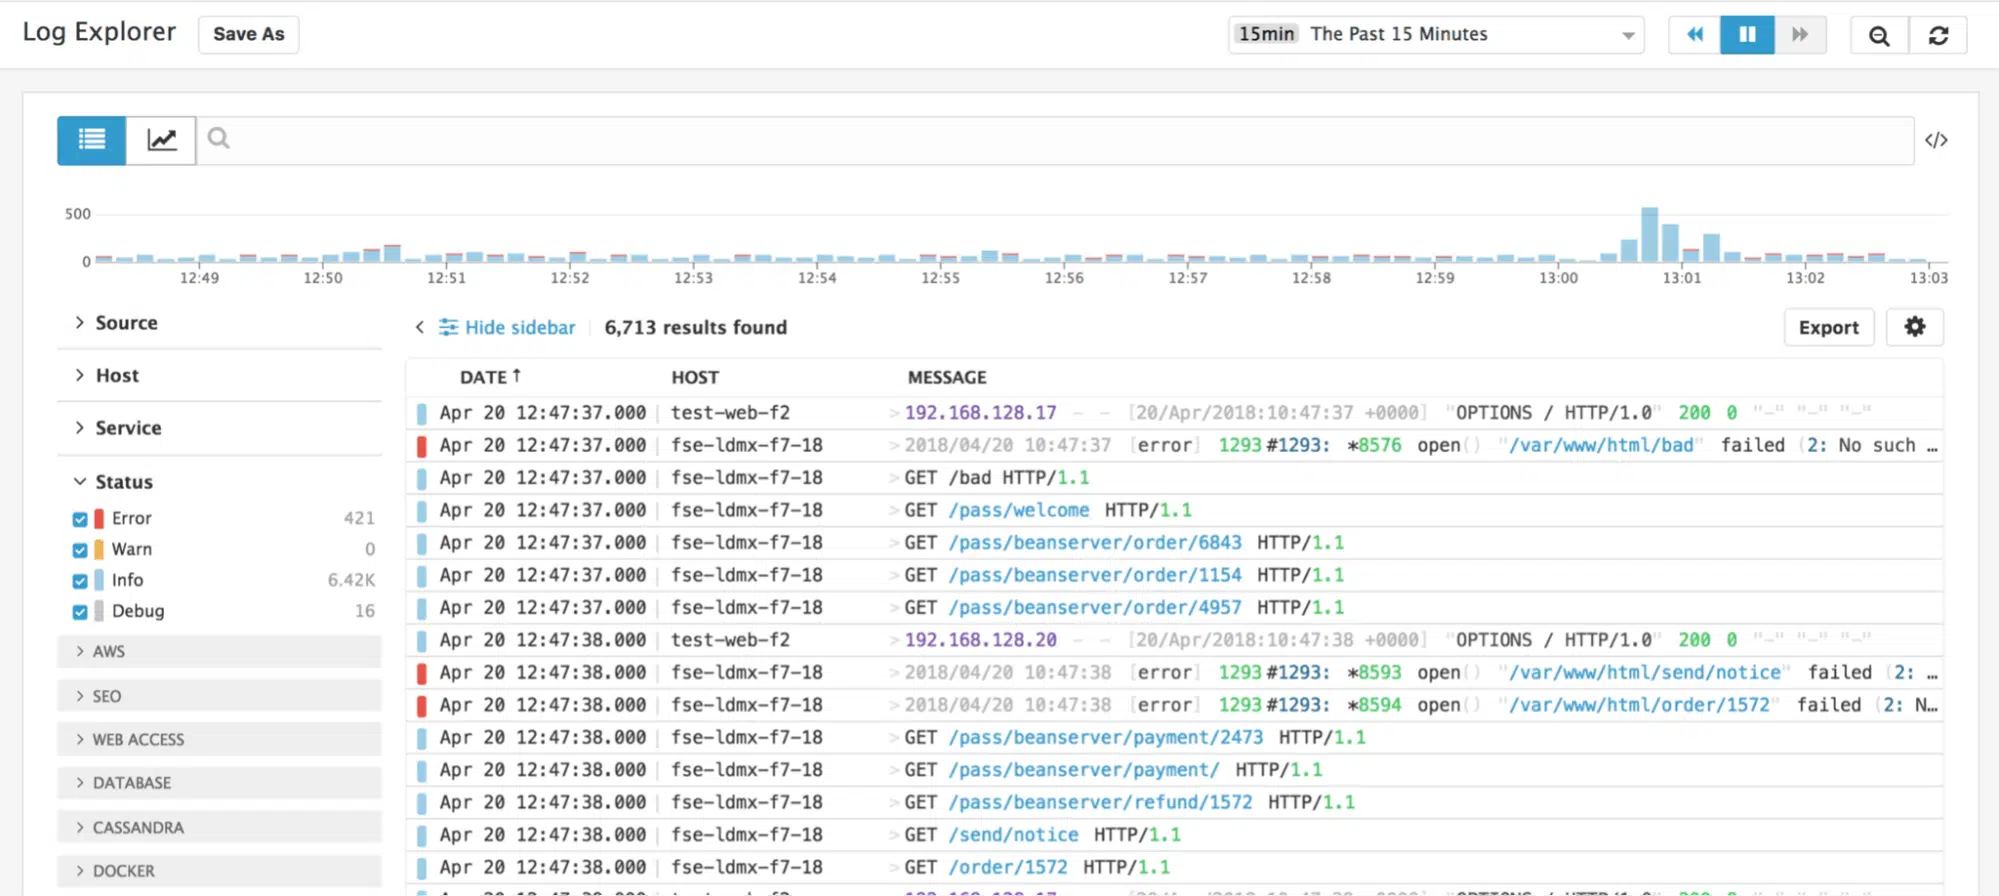 Log Explorer Save As 15min The Past 15 Minutes
</>
500
0
12:49 12:50 12:51 12:52 12:53 12:54 12:55 12:56 12:57 12:58 12:59 13:00 13:01 13:02 13:03
Source
Host
Service
Status
Error 421
Warn 0
Info 6.42K
Debug 16
AWS
SEO
WEB ACCESS
DATABASE
CASSANDRA
DOCKER
Hide sidebar 6,713 results found Export
DATE↑ HOST MESSAGE
Apr 20 12:47:37.000 | test-web-f2 > 192.168.128.17 - - [20/Apr/2018:10:47:37 +0000] "OPTIONS / HTTP/1.0" 200 0 "-" "-" "-"
Apr 20 12:47:37.000 | fse-ldmx-f7-18 > 2018/04/20 10:47:37 [error] 1293#1293: *8576 open() "/var/www/html/bad" failed (2: No such …
Apr 20 12:47:37.000 | fse-ldmx-f7-18 > GET /bad HTTP/1.1
Apr 20 12:47:37.000 | fse-ldmx-f7-18 > GET /pass/welcome HTTP/1.1
Apr 20 12:47:37.000 | fse-ldmx-f7-18 > GET /pass/beanserver/order/6843 HTTP/1.1
Apr 20 12:47:37.000 | fse-ldmx-f7-18 > GET /pass/beanserver/order/1154 HTTP/1.1
Apr 20 12:47:37.000 | fse-ldmx-f7-18 > GET /pass/beanserver/order/4957 HTTP/1.1
Apr 20 12:47:38.000 | test-web-f2 > 192.168.128.20 - - [20/Apr/2018:10:47:38 +0000] "OPTIONS / HTTP/1.0" 200 0 "-" "-" "-"
Apr 20 12:47:38.000 | fse-ldmx-f7-18 > 2018/04/20 10:47:38 [error] 1293#1293: *8593 open() "/var/www/html/send/notice" failed (2: …
Apr 20 12:47:38.000 | fse-ldmx-f7-18 > 2018/04/20 10:47:38 [error] 1293#1293: *8594 open() "/var/www/html/order/1572" failed (2: N…
Apr 20 12:47:38.000 | fse-ldmx-f7-18 > GET /pass/beanserver/payment/2473 HTTP/1.1
Apr 20 12:47:38.000 | fse-ldmx-f7-18 > GET /pass/beanserver/payment/ HTTP/1.1
Apr 20 12:47:38.000 | fse-ldmx-f7-18 > GET /pass/beanserver/refund/1572 HTTP/1.1
Apr 20 12:47:38.000 | fse-ldmx-f7-18 > GET /send/notice HTTP/1.1
Apr 20 12:47:38.000 | fse-ldmx-f7-18 > GET /order/1572 HTTP/1.1